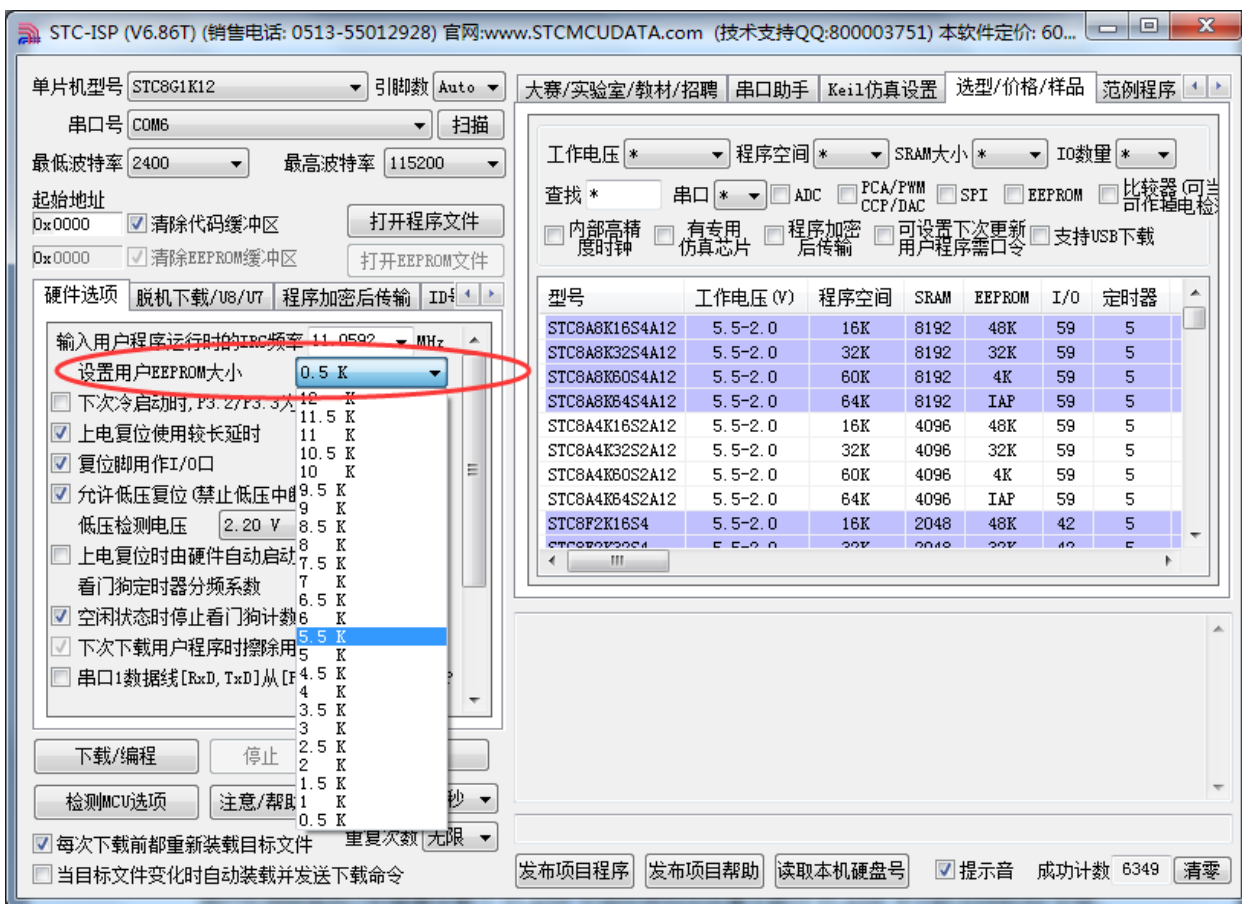 STC-ISP (V6.86T) (销售电话: 0513-55012928) 官网:www.STCMCUDATA.com (技术支持QQ:800003751) 本软件定价: 60...
单片机型号 STC8G1K12 引脚数 Auto
串口号 COM6 扫描
最低波特率 2400 最高波特率 115200
起始地址
0x0000 清除代码缓冲区 打开程序文件
0x0000 清除EEPROM缓冲区 打开EEPROM文件
硬件选项 脱机下载/U8/U7 程序加密后传输
输入用户程序运行时的IRC频率 11.0592 MHz
设置用户EEPROM大小 0.5 K
下次冷启动时,P3.2/P3.3为
上电复位使用较长延时
复位脚用作I/O口
允许低压复位(禁止低压中
低压检测电压 2.20 V
上电复位时由硬件自动启动
看门狗定时器分频系数
空闲状态时停止看门狗计数
下次下载用户程序时擦除用
串口1数据线[RxD,TxD]从[P
12 K
11.5 K
11 K
10.5 K
10 K
9.5 K
9 K
8.5 K
8 K
7.5 K
7 K
6.5 K
6 K
5.5 K
5 K
4.5 K
4 K
3.5 K
3 K
2.5 K
2 K
1.5 K
1 K
0.5 K
下载/编程 停止
检测MCU选项 注意/帮助 秒
每次下载前都重新装载目标文件 重复次数 无限
当目标文件变化时自动装载并发送下载命令
大赛/实验室/教材/招聘 串口助手 Keil仿真设置 选型/价格/样品 范例程序
工作电压 * 程序空间 * SRAM大小 * IO数量 *
查找 * 串口 * ADC PCA/PWM CCP/DAC SPI EEPROM 比较器(可当 可作掉电检
内部高精度时钟 有专用仿真芯片 程序加密后传输 可设置下次更新用户程序需口令 支持USB下载
型号 工作电压(V) 程序空间 SRAM EEPROM I/O 定时器
STC8A8K16S4A12 5.5-2.0 16K 8192 48K 59 5
STC8A8K32S4A12 5.5-2.0 32K 8192 32K 59 5
STC8A8K60S4A12 5.5-2.0 60K 8192 4K 59 5
STC8A8K64S4A12 5.5-2.0 64K 8192 IAP 59 5
STC8A4K16S2A12 5.5-2.0 16K 4096 48K 59 5
STC8A4K32S2A12 5.5-2.0 32K 4096 32K 59 5
STC8A4K60S2A12 5.5-2.0 60K 4096 4K 59 5
STC8A4K64S2A12 5.5-2.0 64K 4096 IAP 59 5
STC8F2K16S4 5.5-2.0 16K 2048 48K 42 5
STC8F2K32S4 5.5-2.0 32K 2048 32K 42 5
发布项目程序 发布项目帮助 读取本机硬盘号 提示音 成功计数 6349 清零